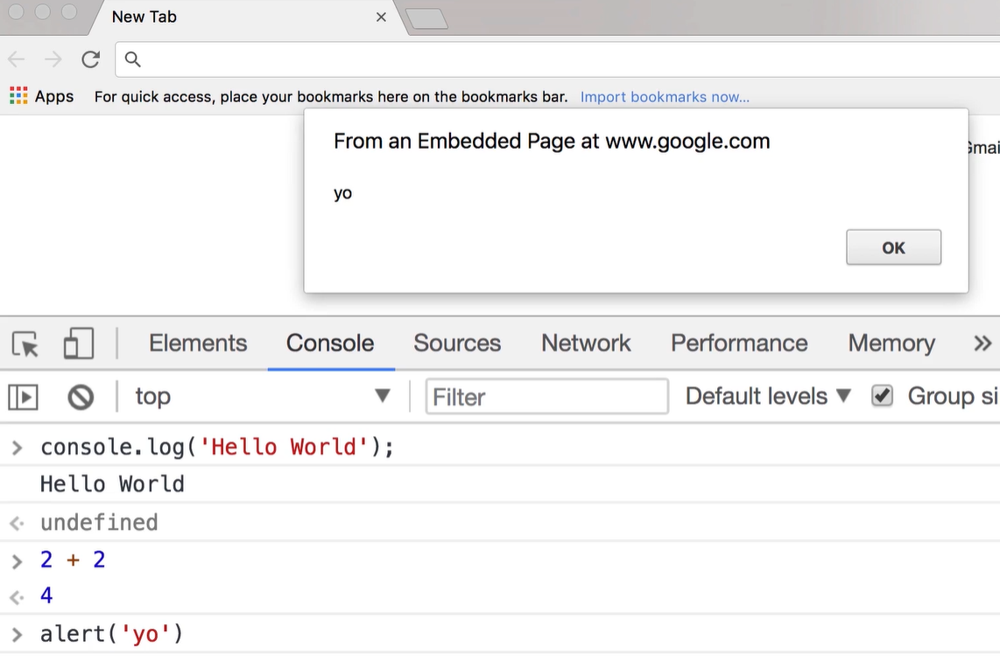 New Tab
Apps For quick access, place your bookmarks here on the bookmarks bar. Import bookmarks now...
From an Embedded Page at www.google.com
yo
OK
Elements Console Sources Network Performance Memory
top Filter Default levels Group
console.log('Hello World');
Hello World
undefined
2 + 2
4
alert('yo')